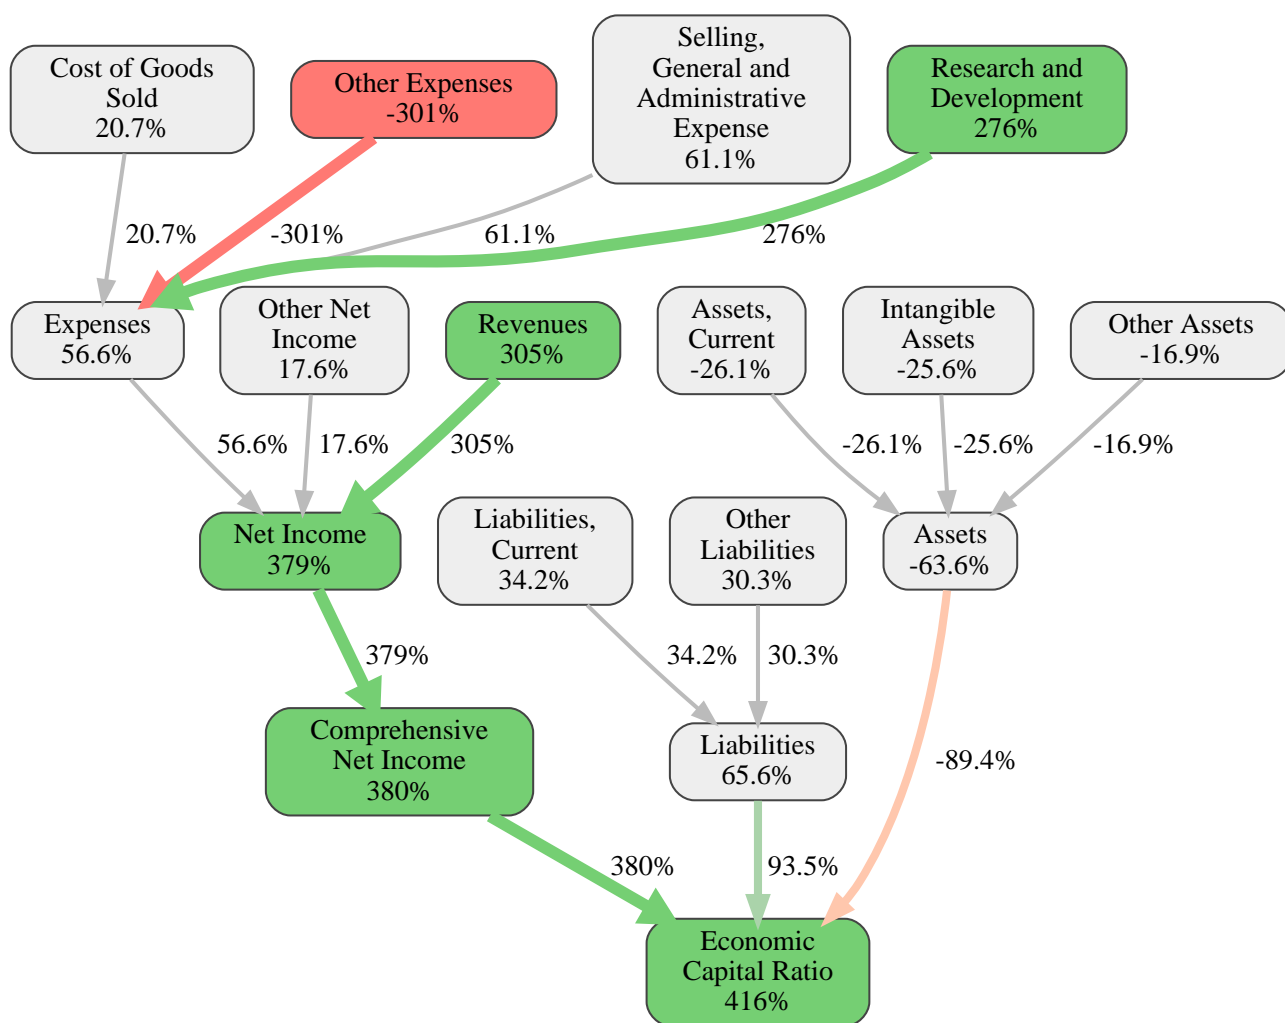 Cost of Goods
Sold
20.7%
Other Expenses
-301%
Selling,
General and
Administrative
Expense
61.1%
Research and
Development
276%
20.7%
-301%
61.1%
276%
Expenses
56.6%
Other Net
Income
17.6%
Revenues
305%
Assets,
Current
-26.1%
Intangible
Assets
-25.6%
Other Assets
-16.9%
56.6%
17.6%
305%
-26.1%
-25.6%
-16.9%
Net Income
379%
Liabilities,
Current
34.2%
Other
Liabilities
30.3%
Assets
-63.6%
379%
34.2%
30.3%
Comprehensive
Net Income
380%
Liabilities
65.6%
-89.4%
380%
93.5%
Economic
Capital Ratio
416%